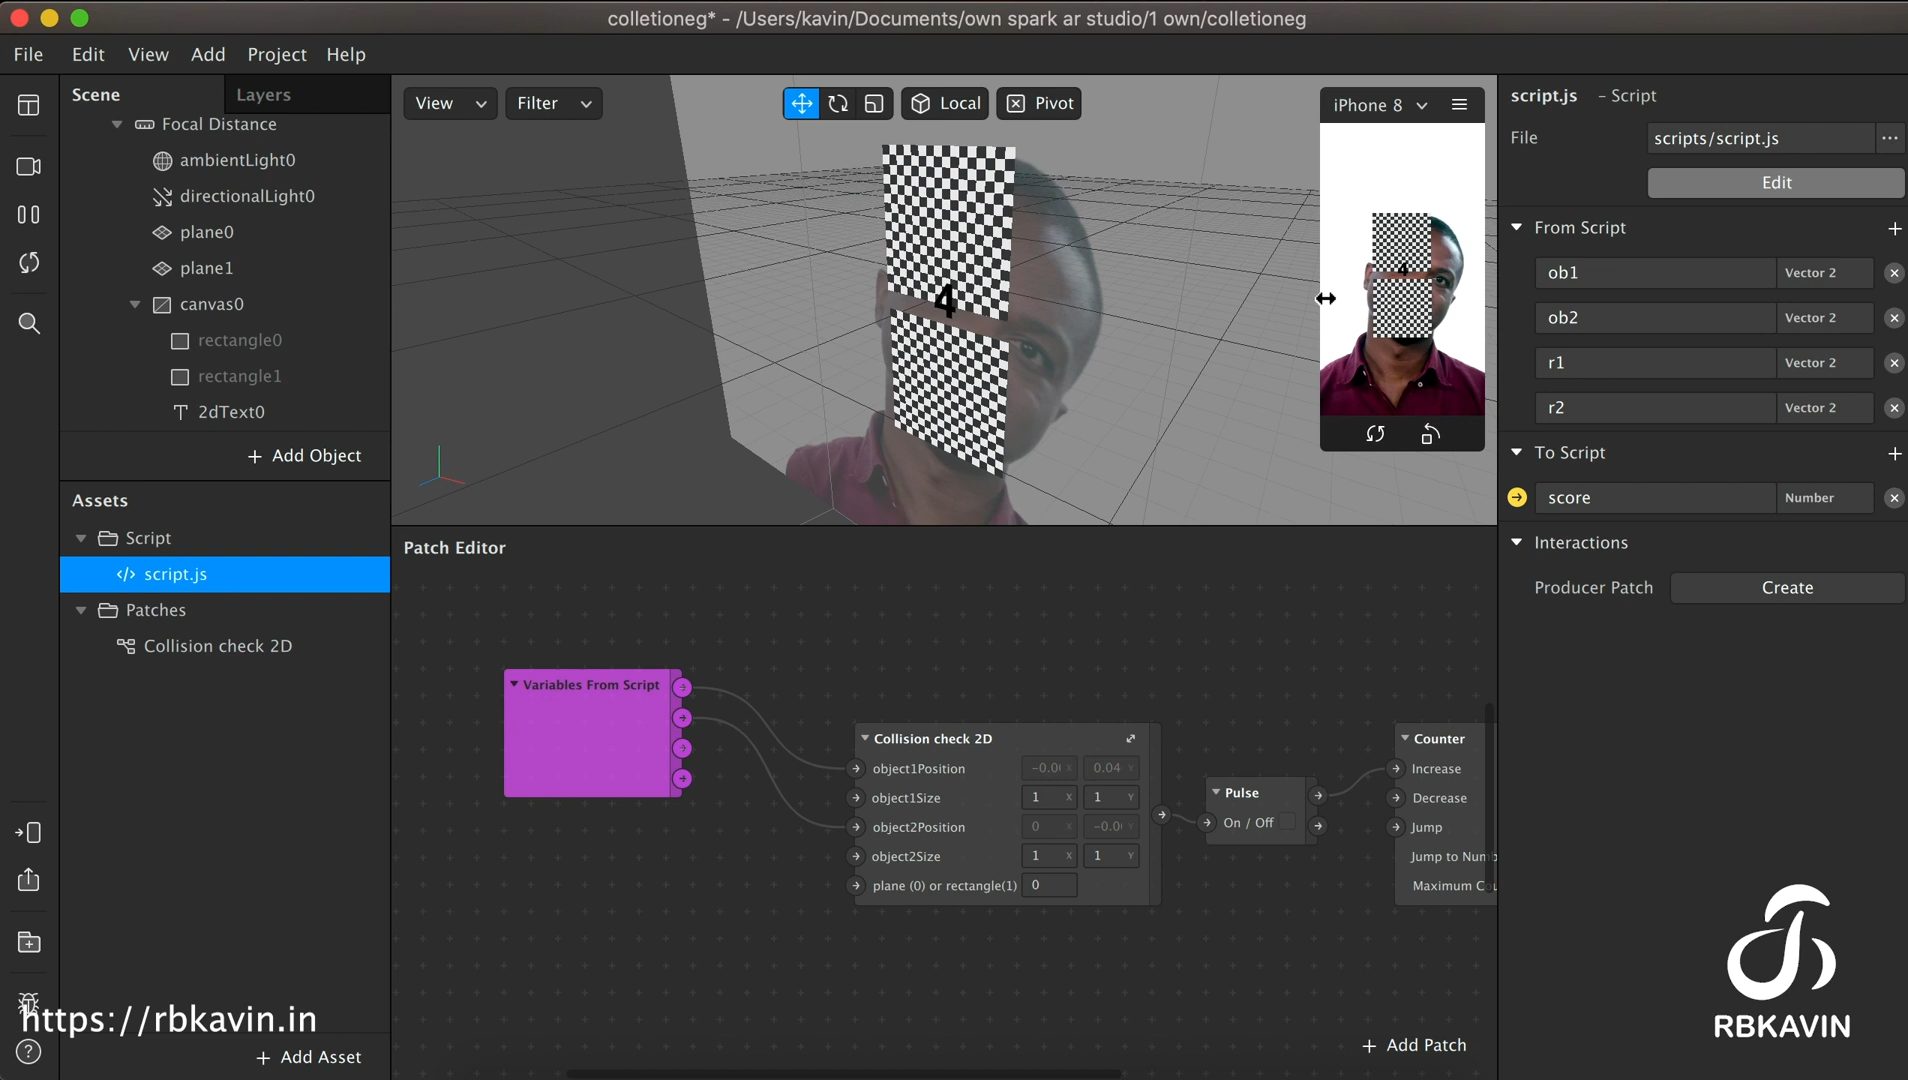 colletioneg* - /Users/kavin/Documents/own spark ar studio/1 own/colletioneg
File Edit View Add Project Help
Scene Layers
Focal Distance
ambientLight0
directionalLight0
plane0
plane1
canvas0
rectangle0
rectangle1
2dText0
+ Add Object
Assets
Script
</> script.js
Patches
Collision check 2D
+ Add Asset
https://rbkavin.in
View Filter Local Pivot
4
iPhone 8
4
Patch Editor
Variables From Script
Collision check 2D
object1Position X 0.04 Y
object1Size 1 X 1 Y
object2Position 0 X Y
object2Size 1 X 1 Y
plane (0) or rectangle(1) 0
Pulse
On / Off
Counter
Increase
Decrease
Jump
Jump to Numb
Maximum Cou
+ Add Patch
script.js - Script
File scripts/script.js ...
Edit
From Script +
ob1 Vector 2
ob2 Vector 2
r1 Vector 2
r2 Vector 2
To Script +
score Number
Interactions
Producer Patch Create
RBKAVIN